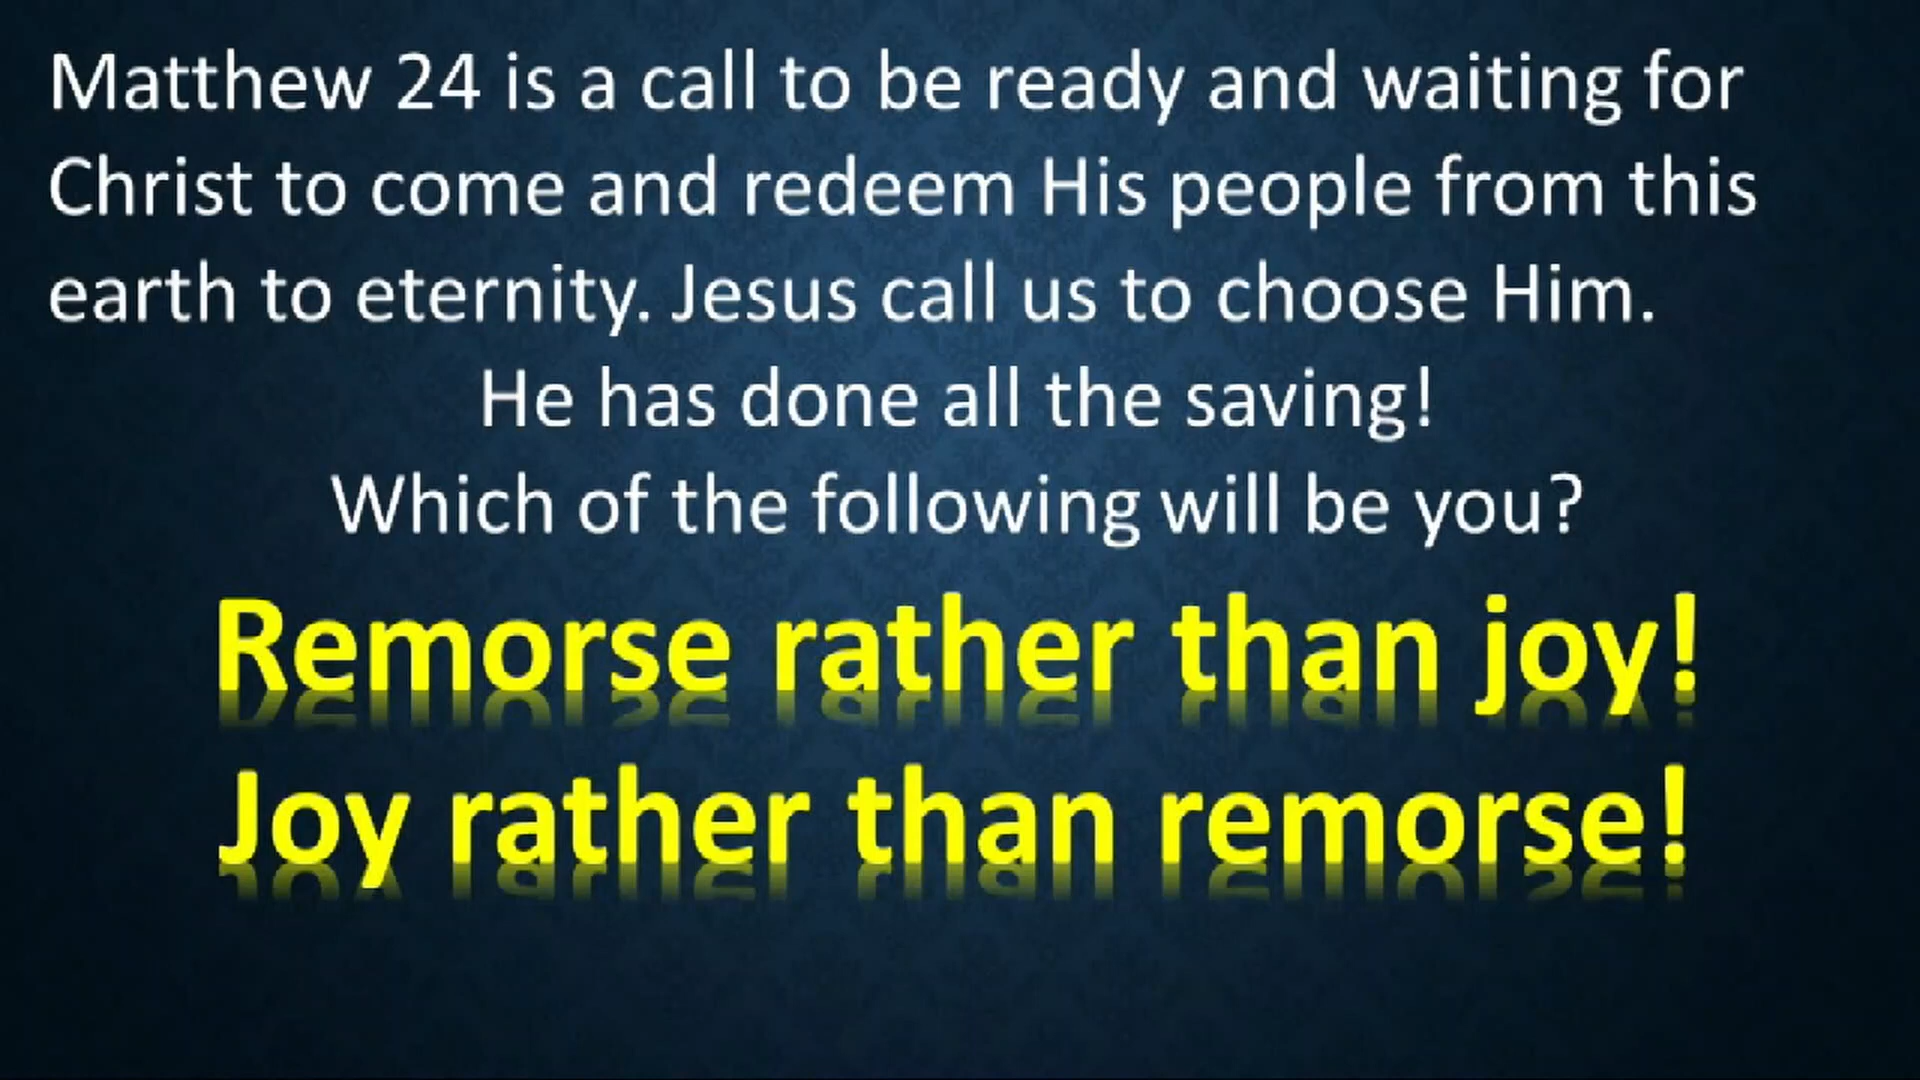 Matthew 24 is a call to be ready and waiting for
Christ to come and redeem His people from this
earth to eternity. Jesus call us to choose Him.
He has done all the saving!
Which of the following will be you?
Remorse rather than joy!
Joy rather than remorse!